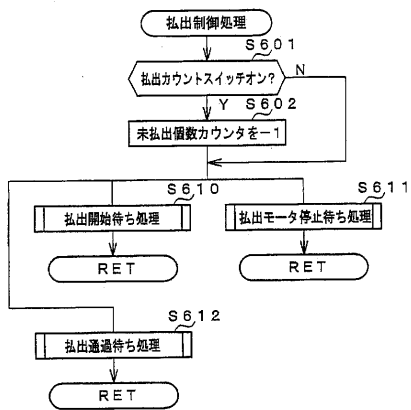 払出制御処理
S601
払出カウントスイッチオン?
N
Y
S602
未払出個数カウンタを−1
S610
払出開始待ち処理
RET
S611
払出モータ停止待ち処理
RET
S612
払出通過待ち処理
RET